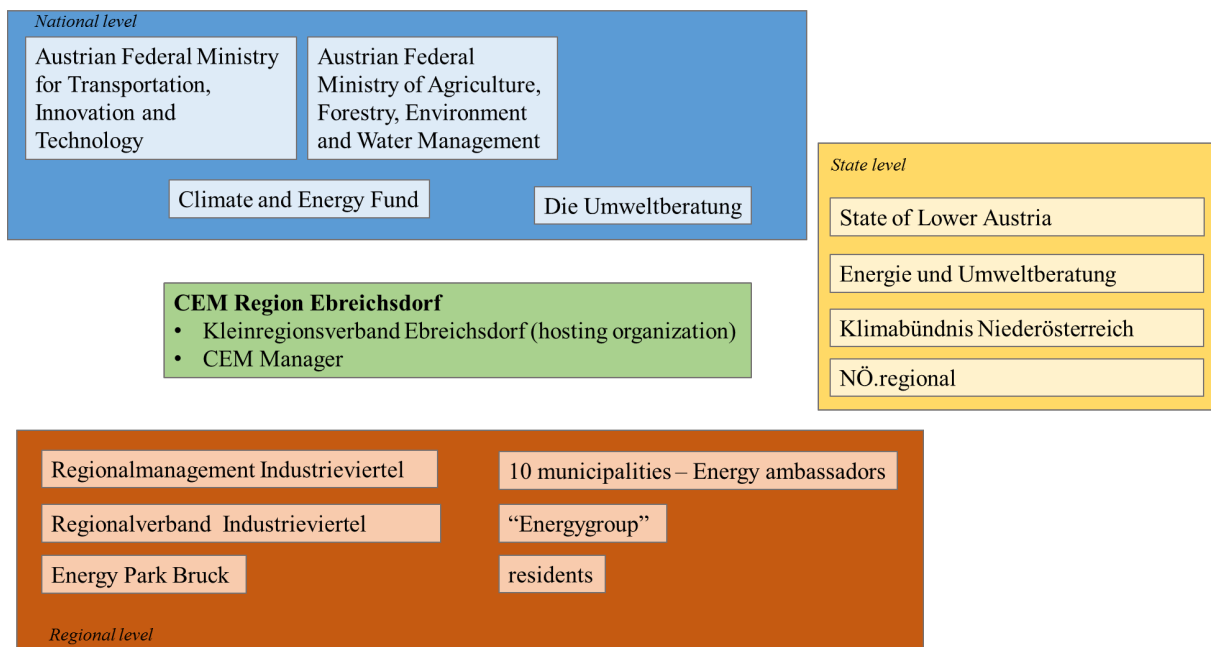 National level
Austrian Federal Ministry
for Transportation,
Innovation and
Technology
Austrian Federal
Ministry of Agriculture,
Forestry, Environment
and Water Management
Climate and Energy Fund
Die Umweltberatung
State level
State of Lower Austria
Energie und Umweltberatung
Klimabündnis Niederösterreich
NÖ.regional
CEM Region Ebreichsdorf
• Kleinregionsverband Ebreichsdorf (hosting organization)
• CEM Manager
Regionalmanagement Industrieviertel
Regionalverband Industrieviertel
Energy Park Bruck
10 municipalities – Energy ambassadors
“Energygroup”
residents
Regional level